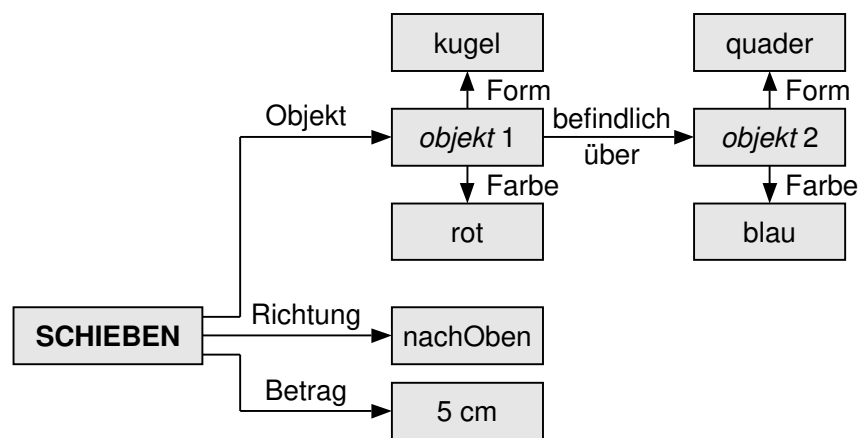 kugel
quader
Form
Form
Objekt
objekt 1
befindlich
über
objekt 2
Farbe
Farbe
rot
blau
SCHIEBEN
Richtung
nachOben
Betrag
5 cm